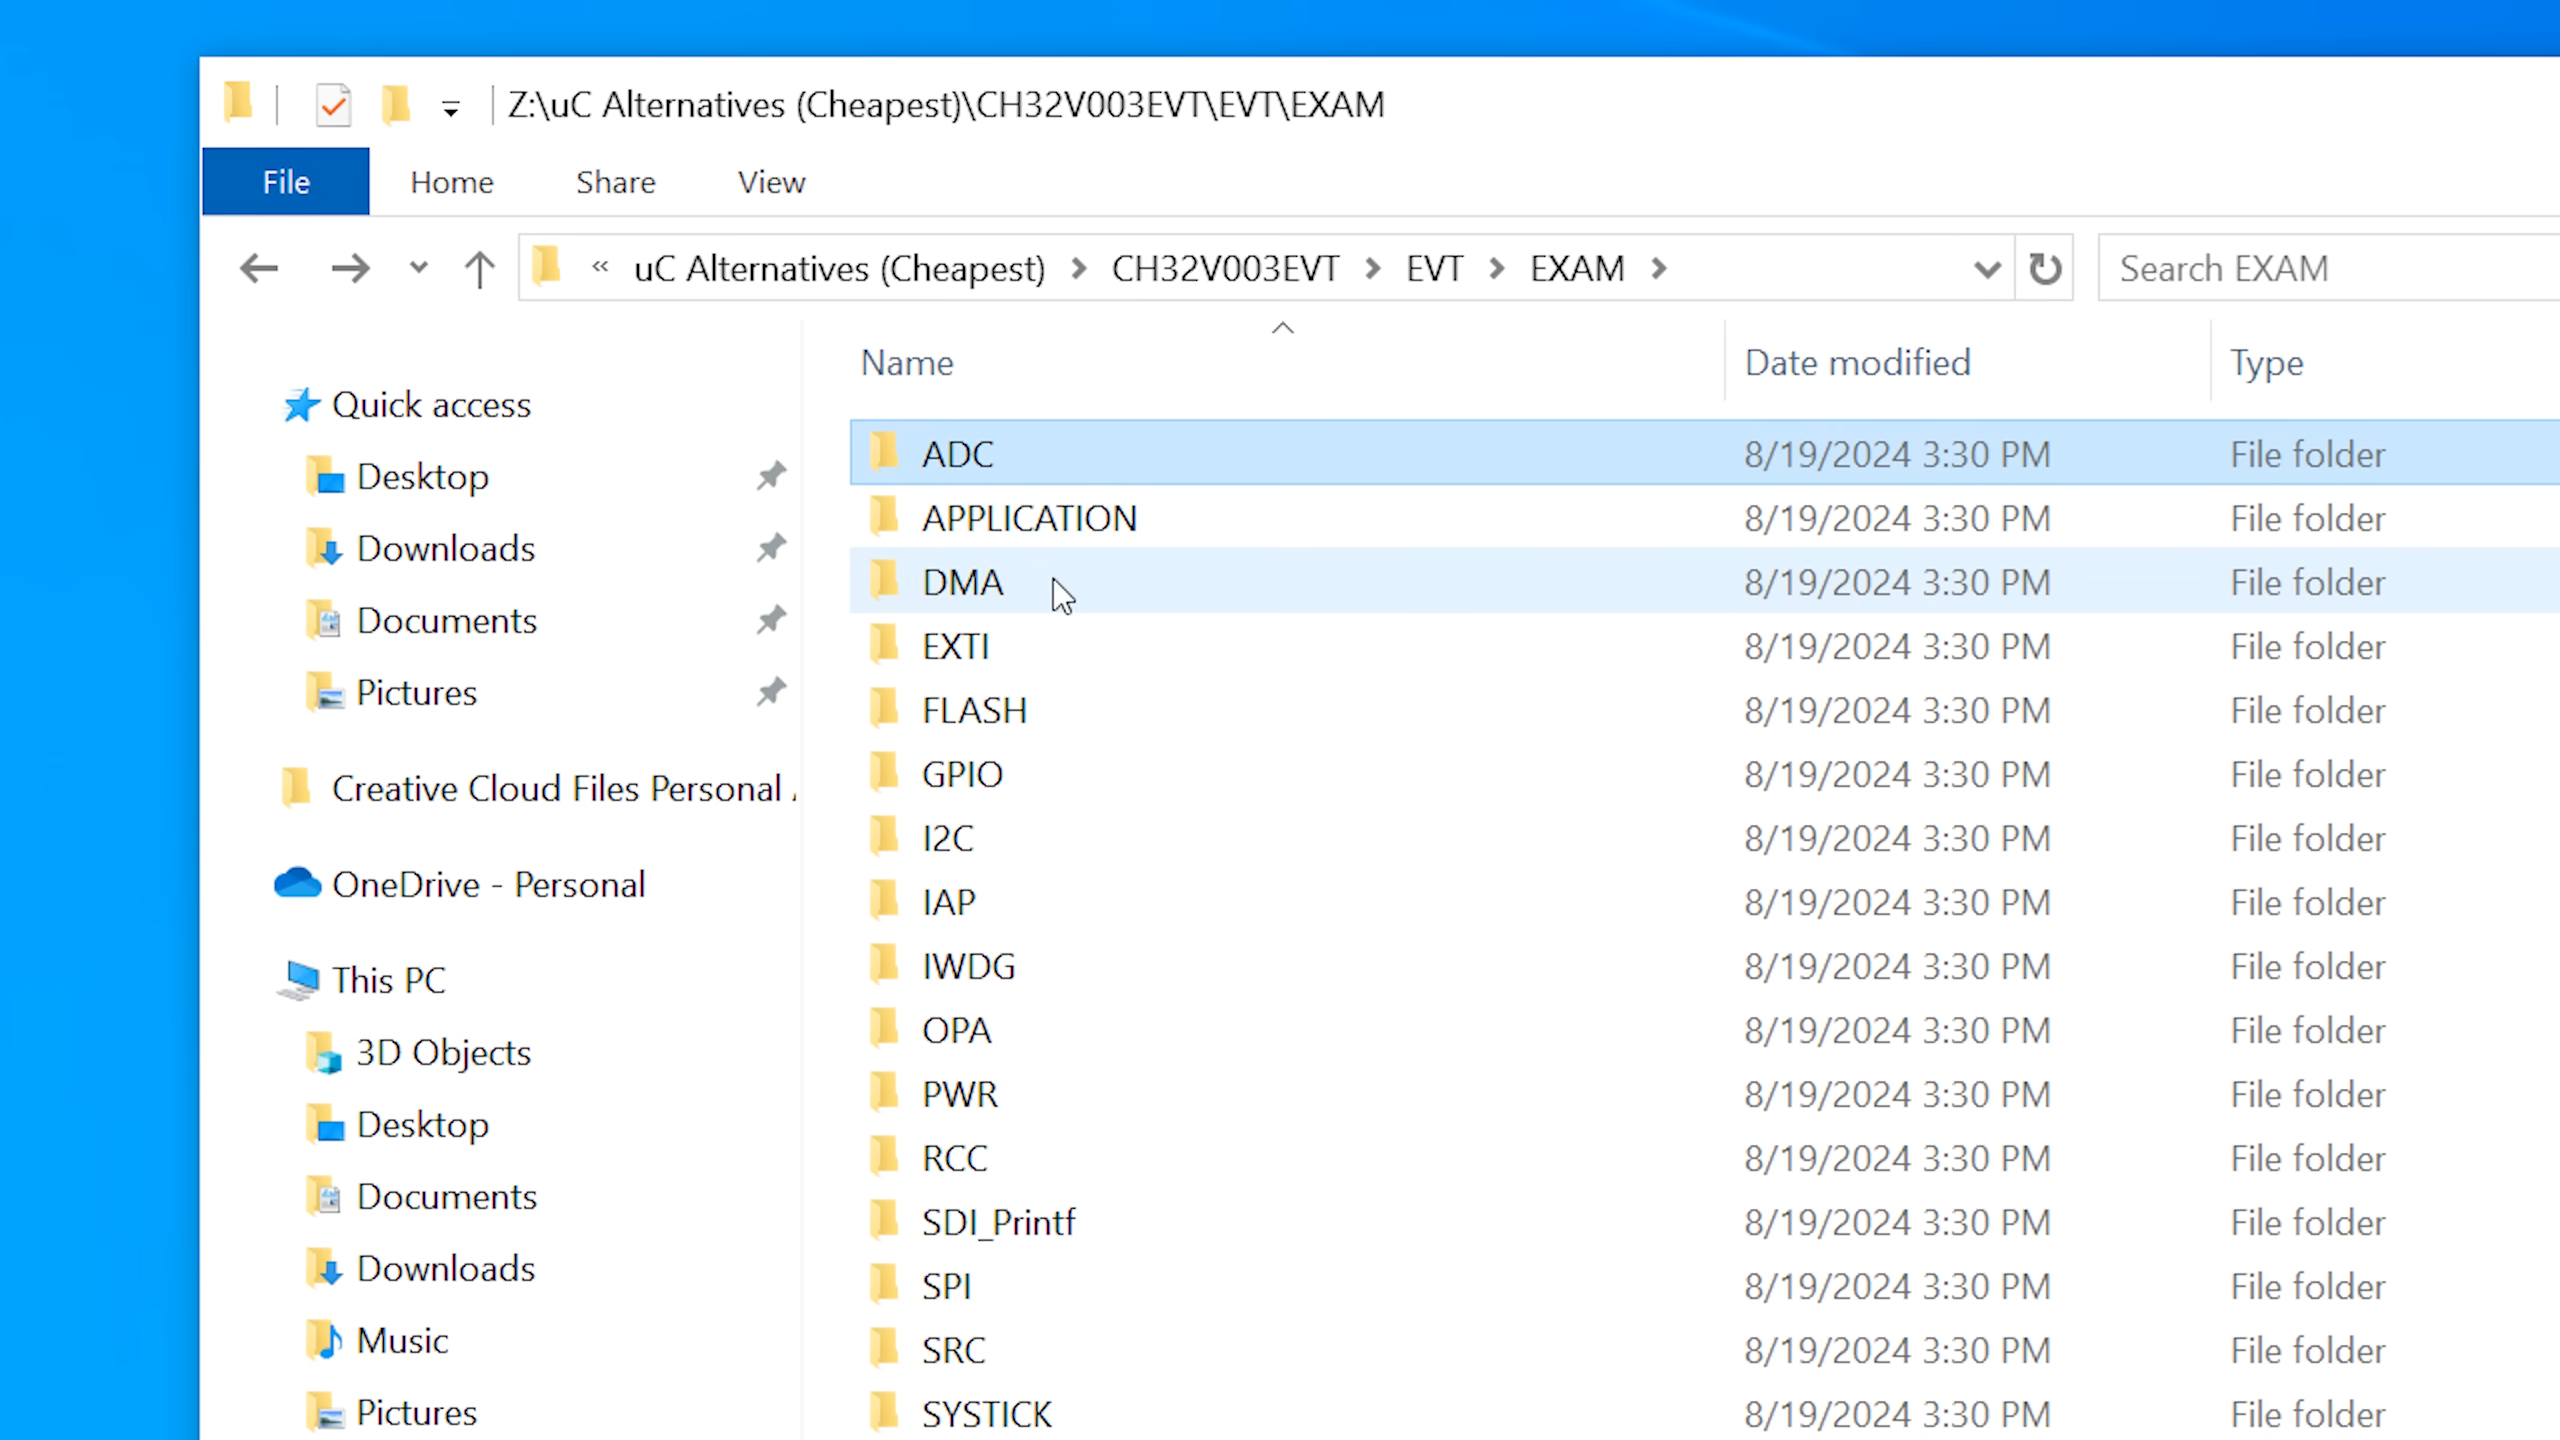 Z:\uC Alternatives (Cheapest)\CH32V003EVT\EVT\EXAM
File Home Share View
« uC Alternatives (Cheapest) > CH32V003EVT > EVT > EXAM >
Search EXAM
Name Date modified Type
Quick access
Desktop
Downloads
Documents
Pictures
Creative Cloud Files Personal
OneDrive - Personal
This PC
3D Objects
Desktop
Documents
Downloads
Music
Pictures
ADC 8/19/2024 3:30 PM File folder
APPLICATION 8/19/2024 3:30 PM File folder
DMA 8/19/2024 3:30 PM File folder
EXTI 8/19/2024 3:30 PM File folder
FLASH 8/19/2024 3:30 PM File folder
GPIO 8/19/2024 3:30 PM File folder
I2C 8/19/2024 3:30 PM File folder
IAP 8/19/2024 3:30 PM File folder
IWDG 8/19/2024 3:30 PM File folder
OPA 8/19/2024 3:30 PM File folder
PWR 8/19/2024 3:30 PM File folder
RCC 8/19/2024 3:30 PM File folder
SDI_Printf 8/19/2024 3:30 PM File folder
SPI 8/19/2024 3:30 PM File folder
SRC 8/19/2024 3:30 PM File folder
SYSTICK 8/19/2024 3:30 PM File folder